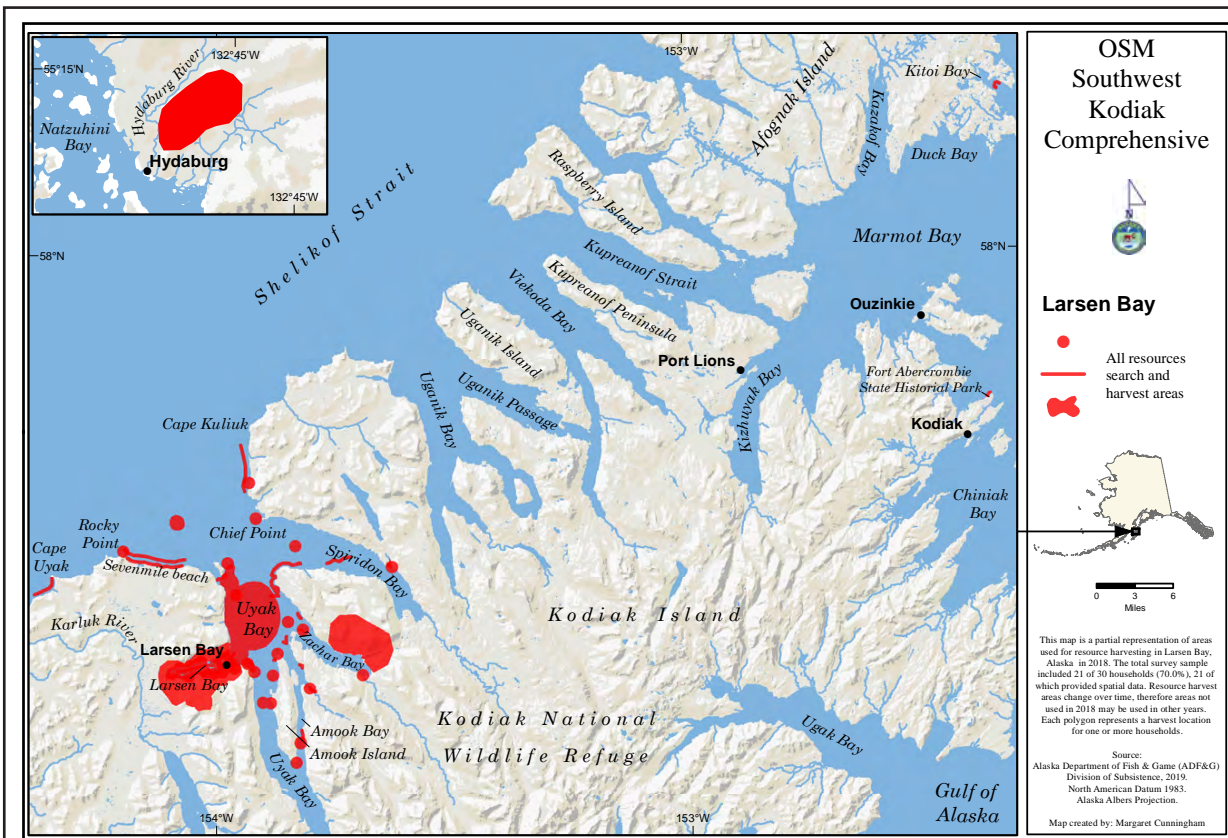 132°45'W
55°15'N
Hydaburg River
Natzuhini
Bay
Hydaburg
132°45'W
153°W
Kitoi Bay
Afognak Island
Kazakof Bay
Duck Bay
Raspberry Island
Shelikof Strait
Marmot Bay
58°N
58°N
Kupreanof Strait
Viekoda Bay
Kupreanof Peninsula
Ouzinkie
Uganik Island
Port Lions
Fort Abercrombie
State Historial Park
Uganik Passage
Uganik Bay
Kizhuyak Bay
Kodiak
Cape Kuliuk
Chiniak
Bay
Rocky
Point
Chief Point
Cape
Uyak
Sevenmile beach
Spiridon Bay
Uyak
Bay
Kodiak Island
Karluk River
Zachar Bay
Larsen Bay
Larsen Bay
Kodiak National
Wildlife Refuge
Amook Bay
Amook Island
Uyak Bay
Ugak Bay
Gulf of
Alaska
154°W
153°W
OSM
Southwest
Kodiak
Comprehensive
N
Larsen Bay
All resources
search and
harvest areas
0 3 6
Miles
This map is a partial representation of areas
used for resource harvesting in Larsen Bay,
Alaska in 2018. The total survey sample
included 21 of 30 households (70.0%), 21 of
which provided spatial data. Resource harvest
areas change over time, therefore areas not
used in 2018 may be used in other years.
Each polygon represents a harvest location
for one or more households.
Source:
Alaska Department of Fish & Game (ADF&G)
Division of Subsistence, 2019.
North American Datum 1983.
Alaska Albers Projection.
Map created by: Margaret Cunningham